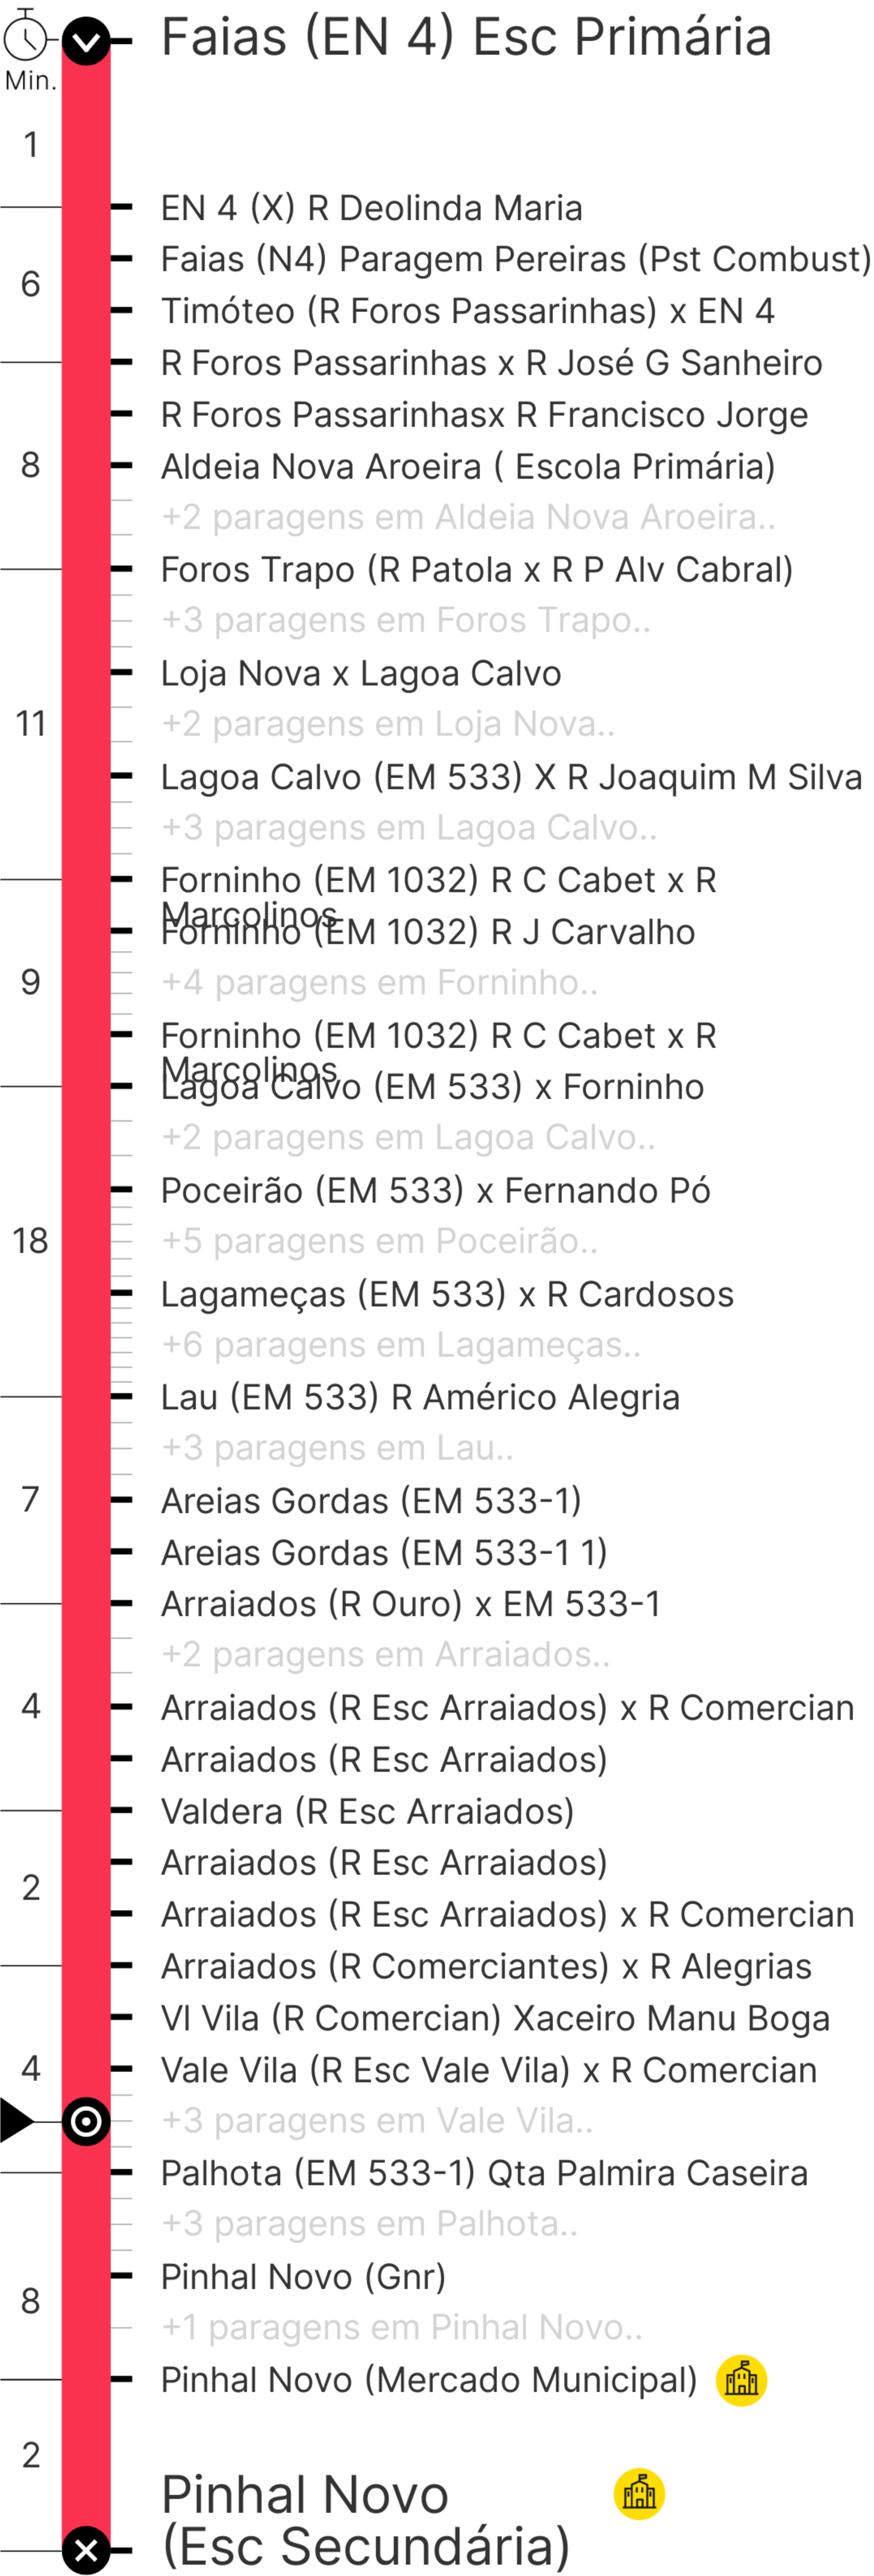 Faias (EN 4) Esc Primária
Min.
1
EN 4 (X) R Deolinda Maria
Faias (N4) Paragem Pereiras (Pst Combust)
6
Timóteo (R Foros Passarinhas) x EN 4
R Foros Passarinhas x R José G Sanheiro
R Foros Passarinhasx R Francisco Jorge
8
Aldeia Nova Aroeira ( Escola Primária)
+2 paragens em Aldeia Nova Aroeira..
Foros Trapo (R Patola x R P Alv Cabral)
+3 paragens em Foros Trapo..
Loja Nova x Lagoa Calvo
11
+2 paragens em Loja Nova..
Lagoa Calvo (EM 533) X R Joaquim M Silva
+3 paragens em Lagoa Calvo..
Forninho (EM 1032) R C Cabet x R
Marcolinos
Forninho (EM 1032) R J Carvalho
9
+4 paragens em Forninho..
Forninho (EM 1032) R C Cabet x R
Marcolinos
Lagoa Calvo (EM 533) x Forninho
+2 paragens em Lagoa Calvo..
Poceirão (EM 533) x Fernando Pó
18
+5 paragens em Poceirão..
Lagameças (EM 533) x R Cardosos
+6 paragens em Lagameças..
Lau (EM 533) R Américo Alegria
+3 paragens em Lau..
7
Areias Gordas (EM 533-1)
Areias Gordas (EM 533-1 1)
Arraiados (R Ouro) x EM 533-1
+2 paragens em Arraiados..
4
Arraiados (R Esc Arraiados) x R Comercian
Arraiados (R Esc Arraiados)
Valdera (R Esc Arraiados)
Arraiados (R Esc Arraiados)
2
Arraiados (R Esc Arraiados) x R Comercian
Arraiados (R Comerciantes) x R Alegrias
Vl Vila (R Comercian) Xaceiro Manu Boga
4
Vale Vila (R Esc Vale Vila) x R Comercian
+3 paragens em Vale Vila..
Palhota (EM 533-1) Qta Palmira Caseira
+3 paragens em Palhota..
Pinhal Novo (Gnr)
8
+1 paragens em Pinhal Novo..
Pinhal Novo (Mercado Municipal)
2
Pinhal Novo
(Esc Secundária)